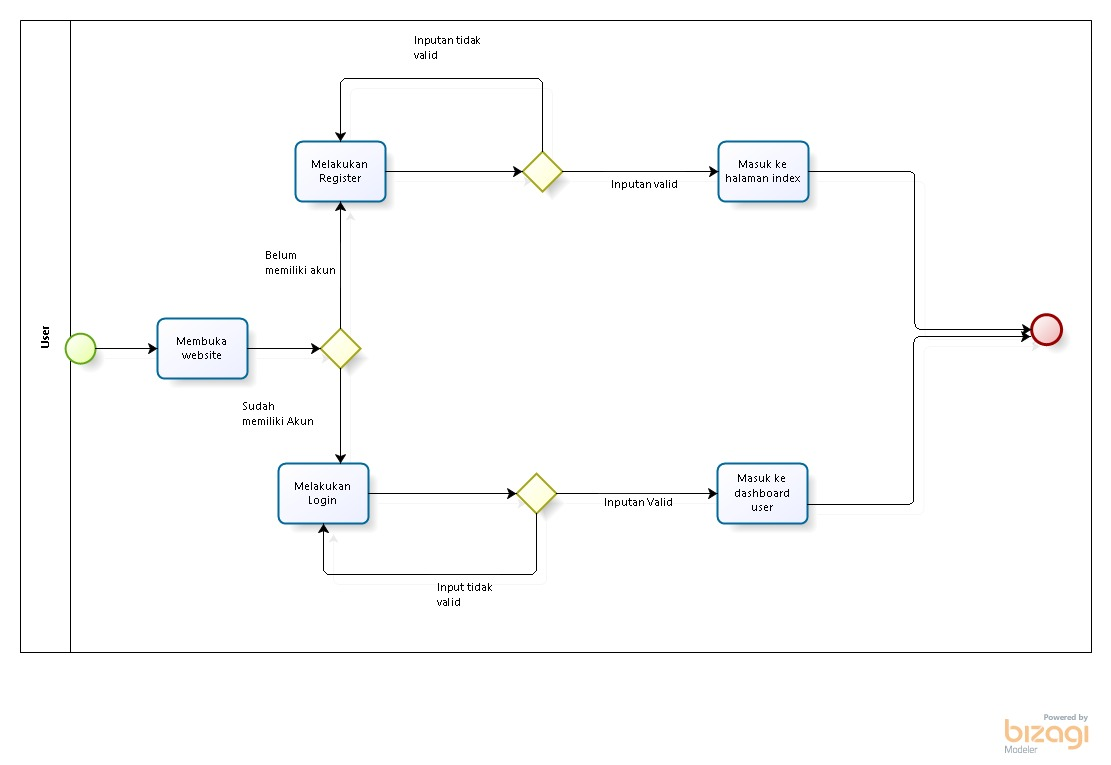 Inputan tidak
valid
Melakukan
Register
Masuk ke
halaman index
Inputan valid
Belum
memiliki akun
User
Membuka
website
Sudah
memiliki Akun
Melakukan
Login
Masuk ke
dashboard
user
Inputan Valid
Input tidak
valid
Powered by
bizagi
Modeler